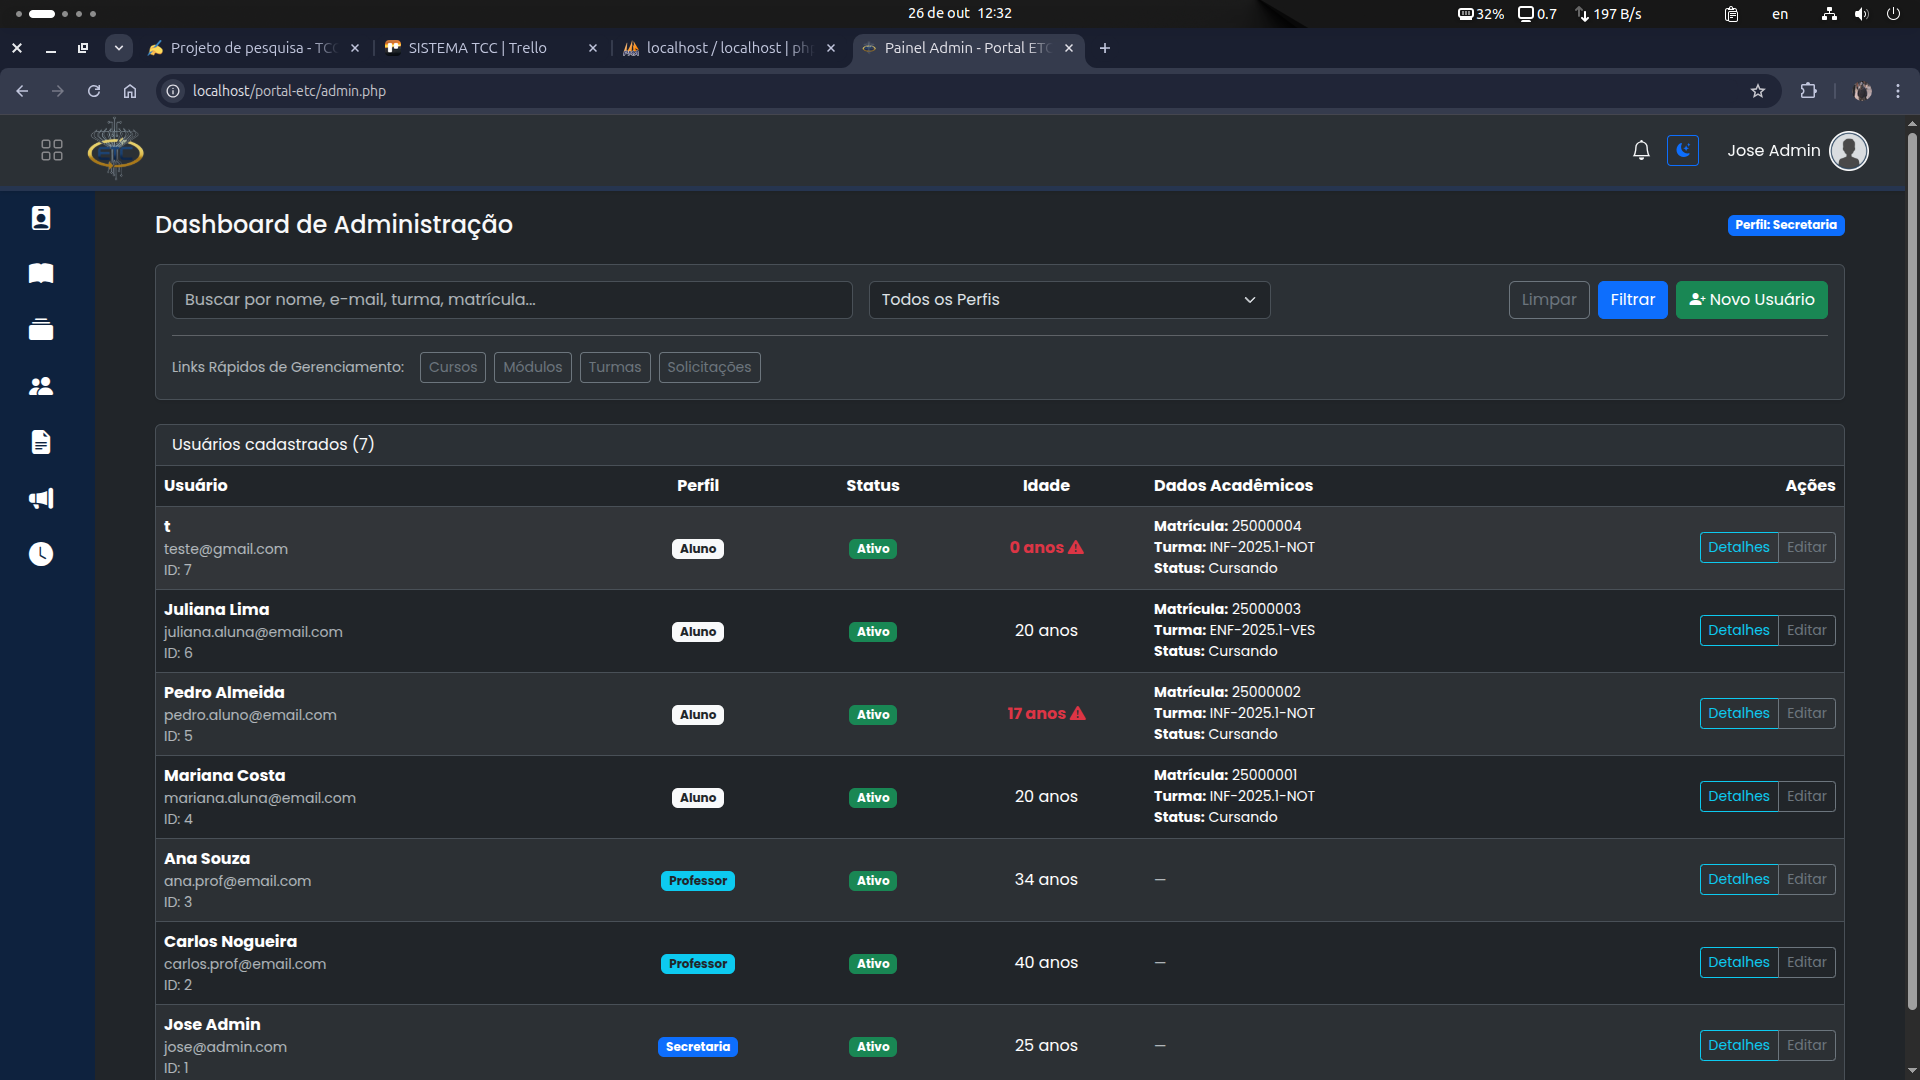 26 de out 12:32
32% 0.7 197 B/s en
Projeto de pesquisa - TCC
SISTEMA TCC | Trello
localhost / localhost | php
Painel Admin - Portal ETC
localhost/portal-etc/admin.php
Jose Admin
Dashboard de Administração
Perfil: Secretaria
Buscar por nome, e-mail, turma, matrícula...
Todos os Perfis
Limpar
Filtrar
Novo Usuário
Links Rápidos de Gerenciamento:
Cursos
Módulos
Turmas
Solicitações
Usuários cadastrados (7)
Usuário Perfil Status Idade Dados Acadêmicos Ações
t
teste@gmail.com
ID: 7
Aluno
Ativo
0 anos
Matrícula: 25000004
Turma: INF-2025.1-NOT
Status: Cursando
Detalhes Editar
Juliana Lima
juliana.aluna@email.com
ID: 6
Aluno
Ativo
20 anos
Matrícula: 25000003
Turma: ENF-2025.1-VES
Status: Cursando
Detalhes Editar
Pedro Almeida
pedro.aluno@email.com
ID: 5
Aluno
Ativo
17 anos
Matrícula: 25000002
Turma: INF-2025.1-NOT
Status: Cursando
Detalhes Editar
Mariana Costa
mariana.aluna@email.com
ID: 4
Aluno
Ativo
20 anos
Matrícula: 25000001
Turma: INF-2025.1-NOT
Status: Cursando
Detalhes Editar
Ana Souza
ana.prof@email.com
ID: 3
Professor
Ativo
34 anos
—
Detalhes Editar
Carlos Nogueira
carlos.prof@email.com
ID: 2
Professor
Ativo
40 anos
—
Detalhes Editar
Jose Admin
jose@admin.com
ID: 1
Secretaria
Ativo
25 anos
—
Detalhes Editar